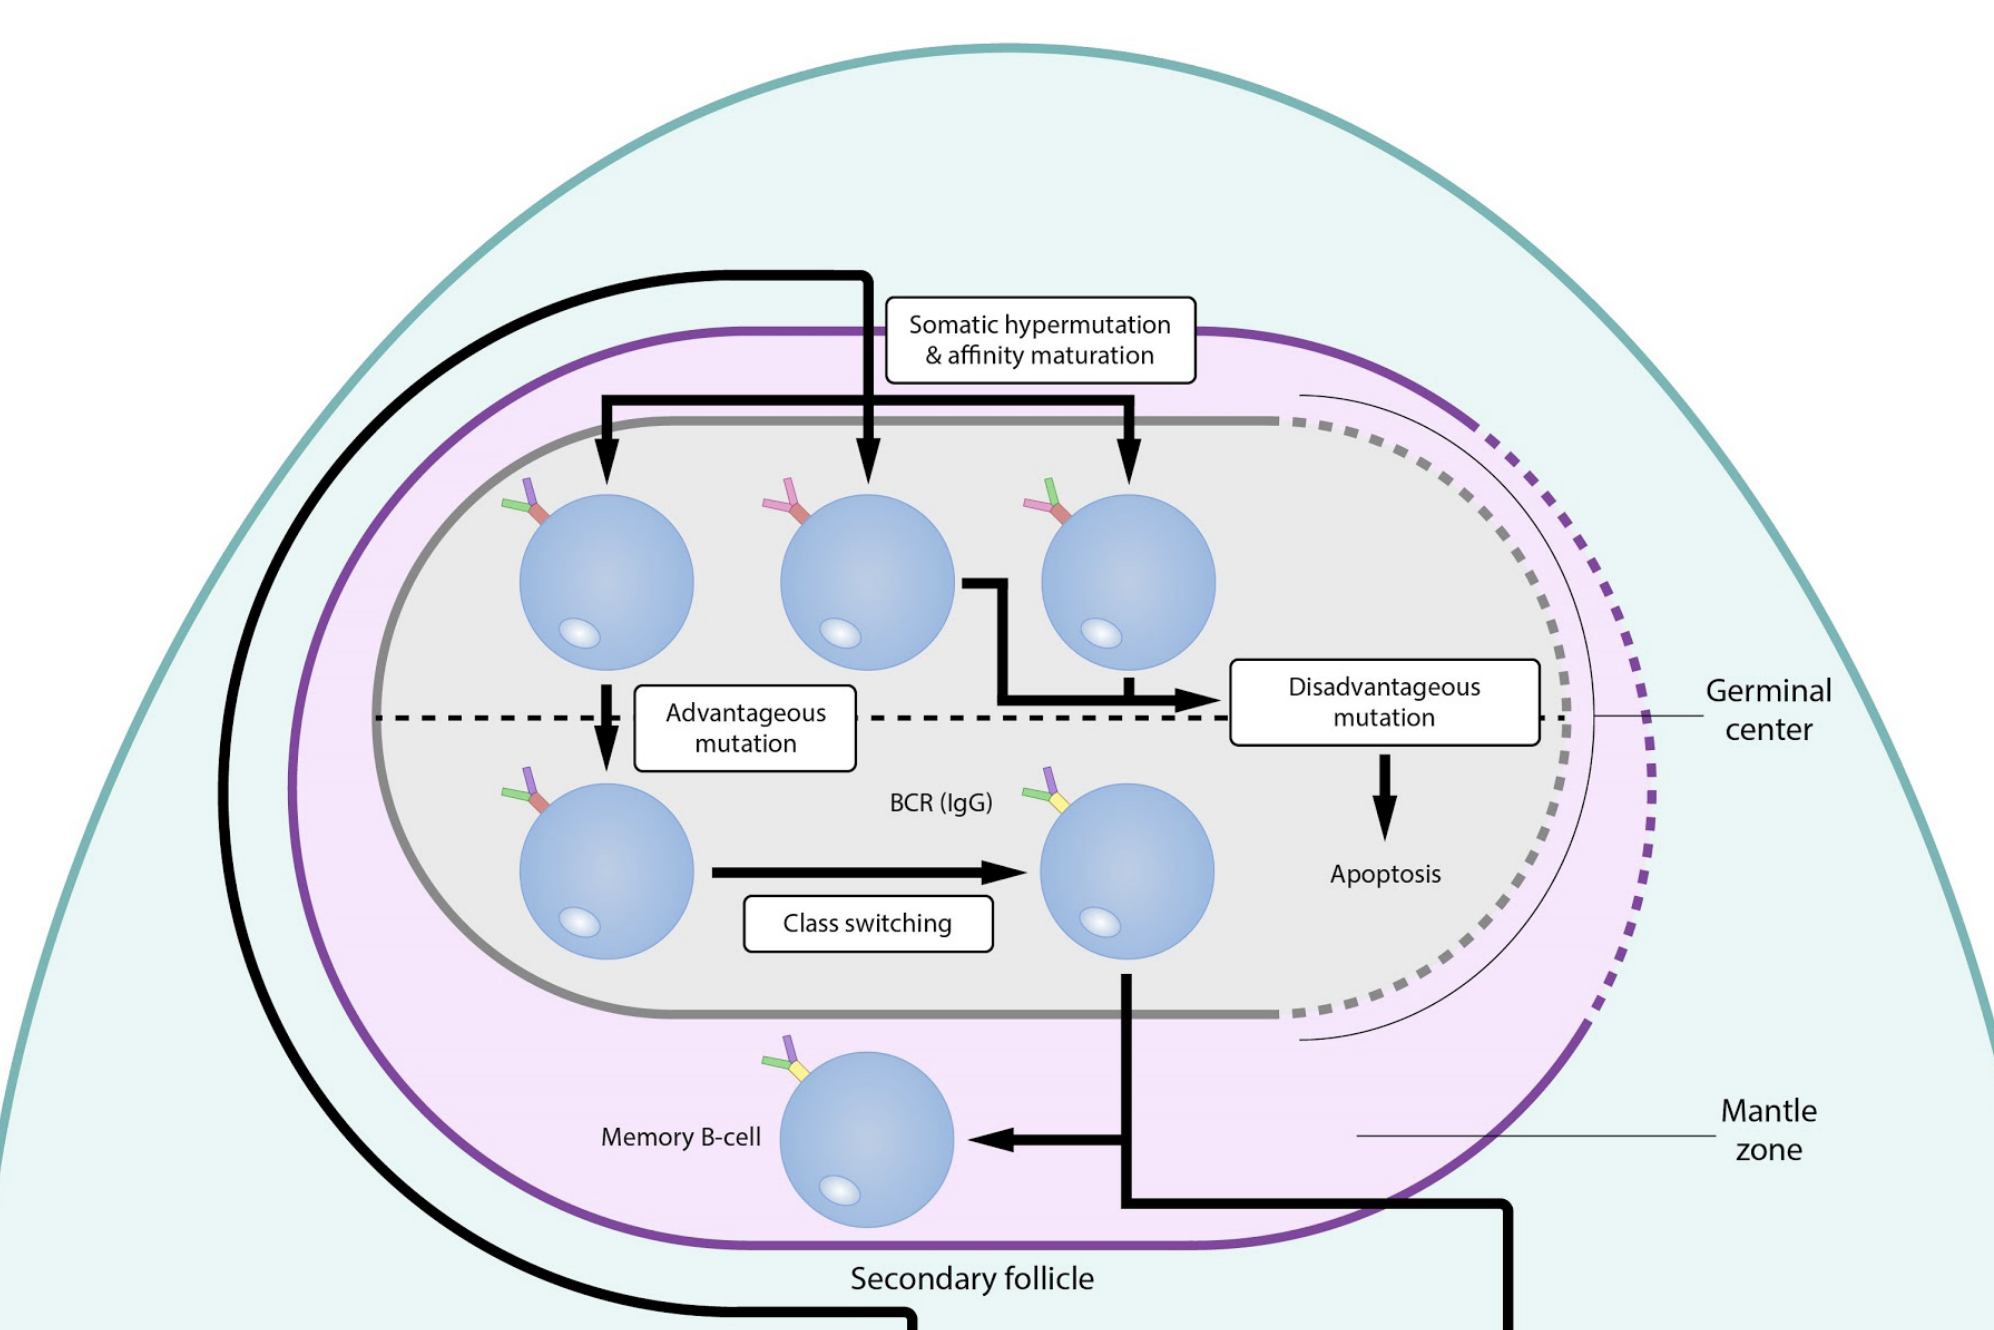 Somatic hypermutation
& affinity maturation
Advantageous
mutation
Disadvantageous
mutation
Germinal
center
BCR (IgG)
Apoptosis
Class switching
Memory B-cell
Mantle
zone
Secondary follicle